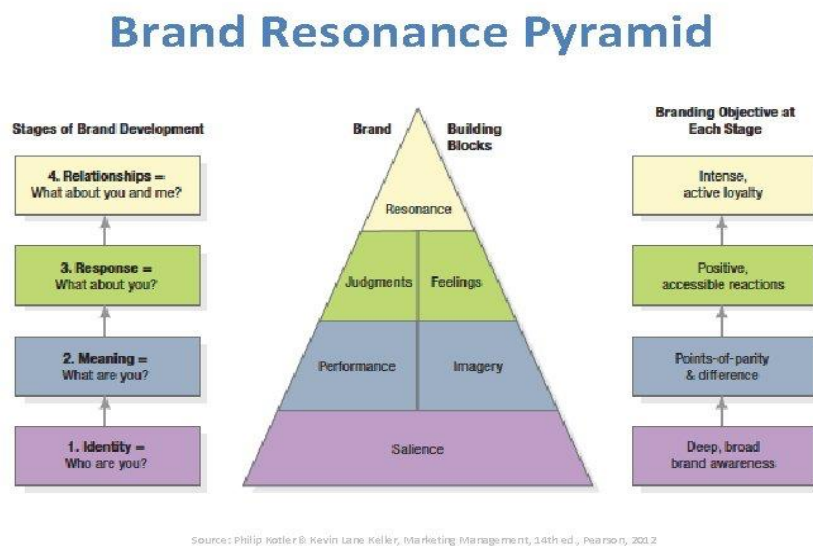 Brand Resonance Pyramid
Stages of Brand Development
4. Relationships =
What about you and me?
3. Response =
What about you?
2. Meaning =
What are you?
1. Identity =
Who are you?
Brand
Building
Blocks
Resonance
Judgments
Feelings
Performance
Imagery
Salience
Branding Objective at
Each Stage
Intense,
active loyalty
Positive,
accessible reactions
Points-of-parity
& difference
Deep, broad
brand awareness
Source: Philip Kotler & Kevin Lane Keller, Marketing Management, 14th ed., Pearson, 2012